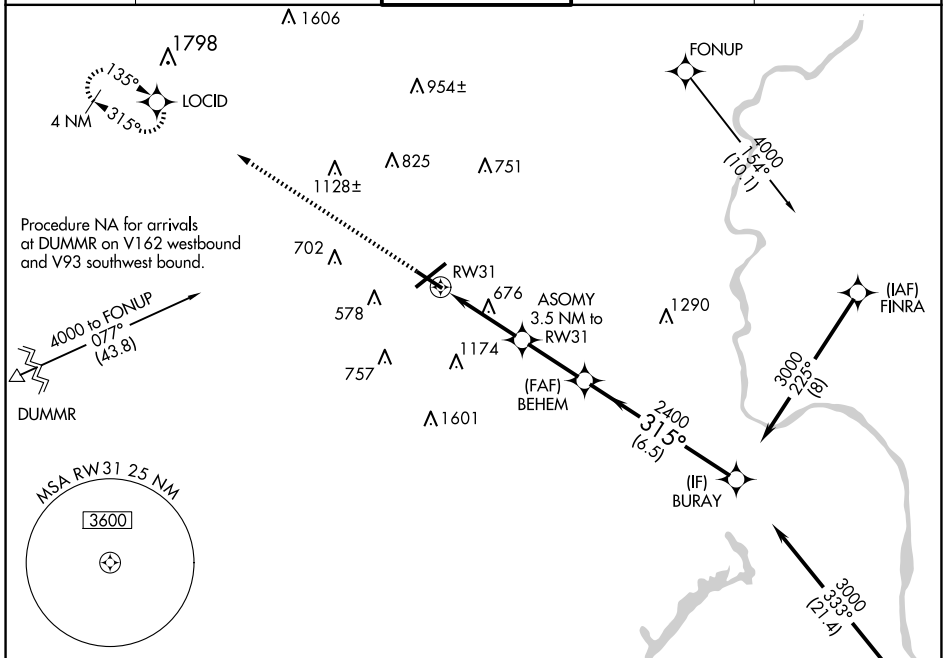 1606
1798
135°
LOCID
315°
4 NM
954±
FONUP
4000
154°
(10.1)
825
751
1128±
Procedure NA for arrivals
at DUMMR on V162 westbound
and V93 southwest bound.
702
RW31
578
676
ASOMY
3.5 NM to
RW31
1290
(IAF)
FINRA
4000 to FONUP
077°
(43.8)
3000
225°
(8)
757
1174
DUMMR
(FAF)
BEHEM
1601
2400
315°
(6.5)
(IF)
BURAY
MSA RW31 25 NM
3600
3000
333°
(21.4)